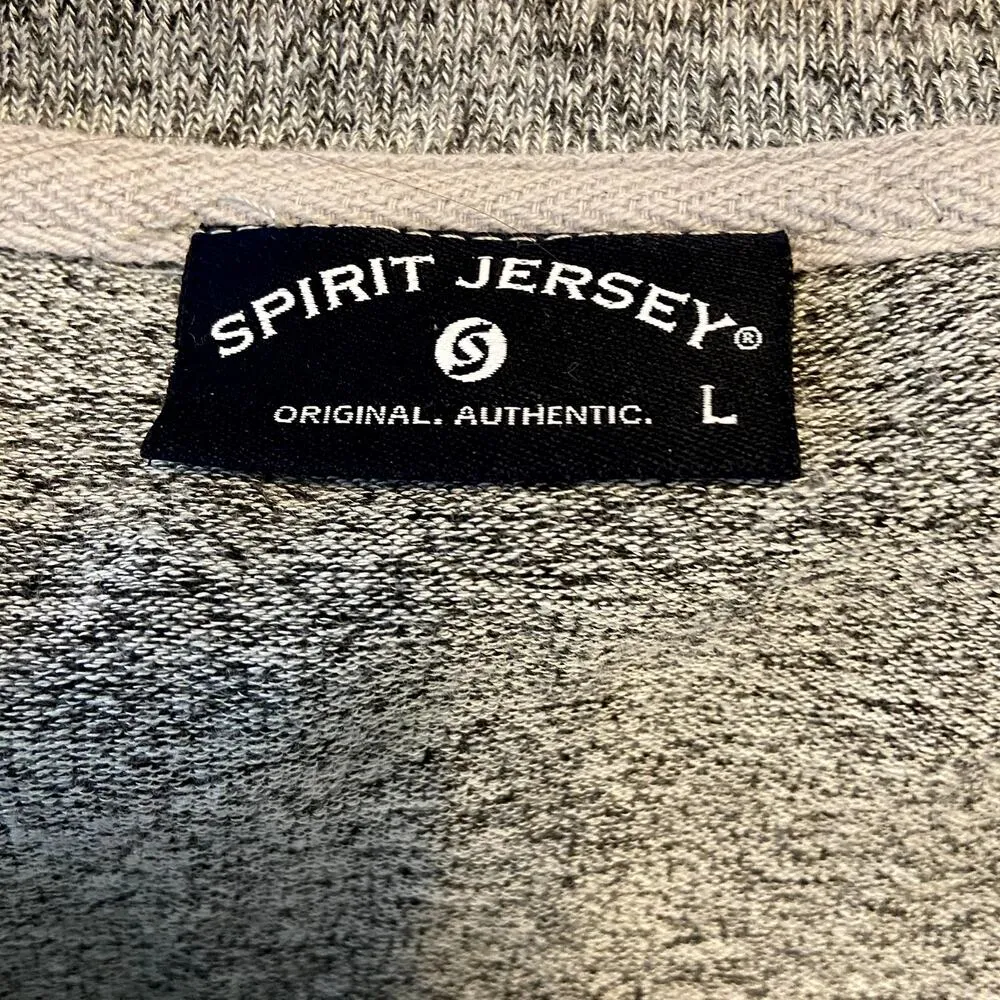 SPIRIT JERSEY®
S
ORIGINAL. AUTHENTIC. L